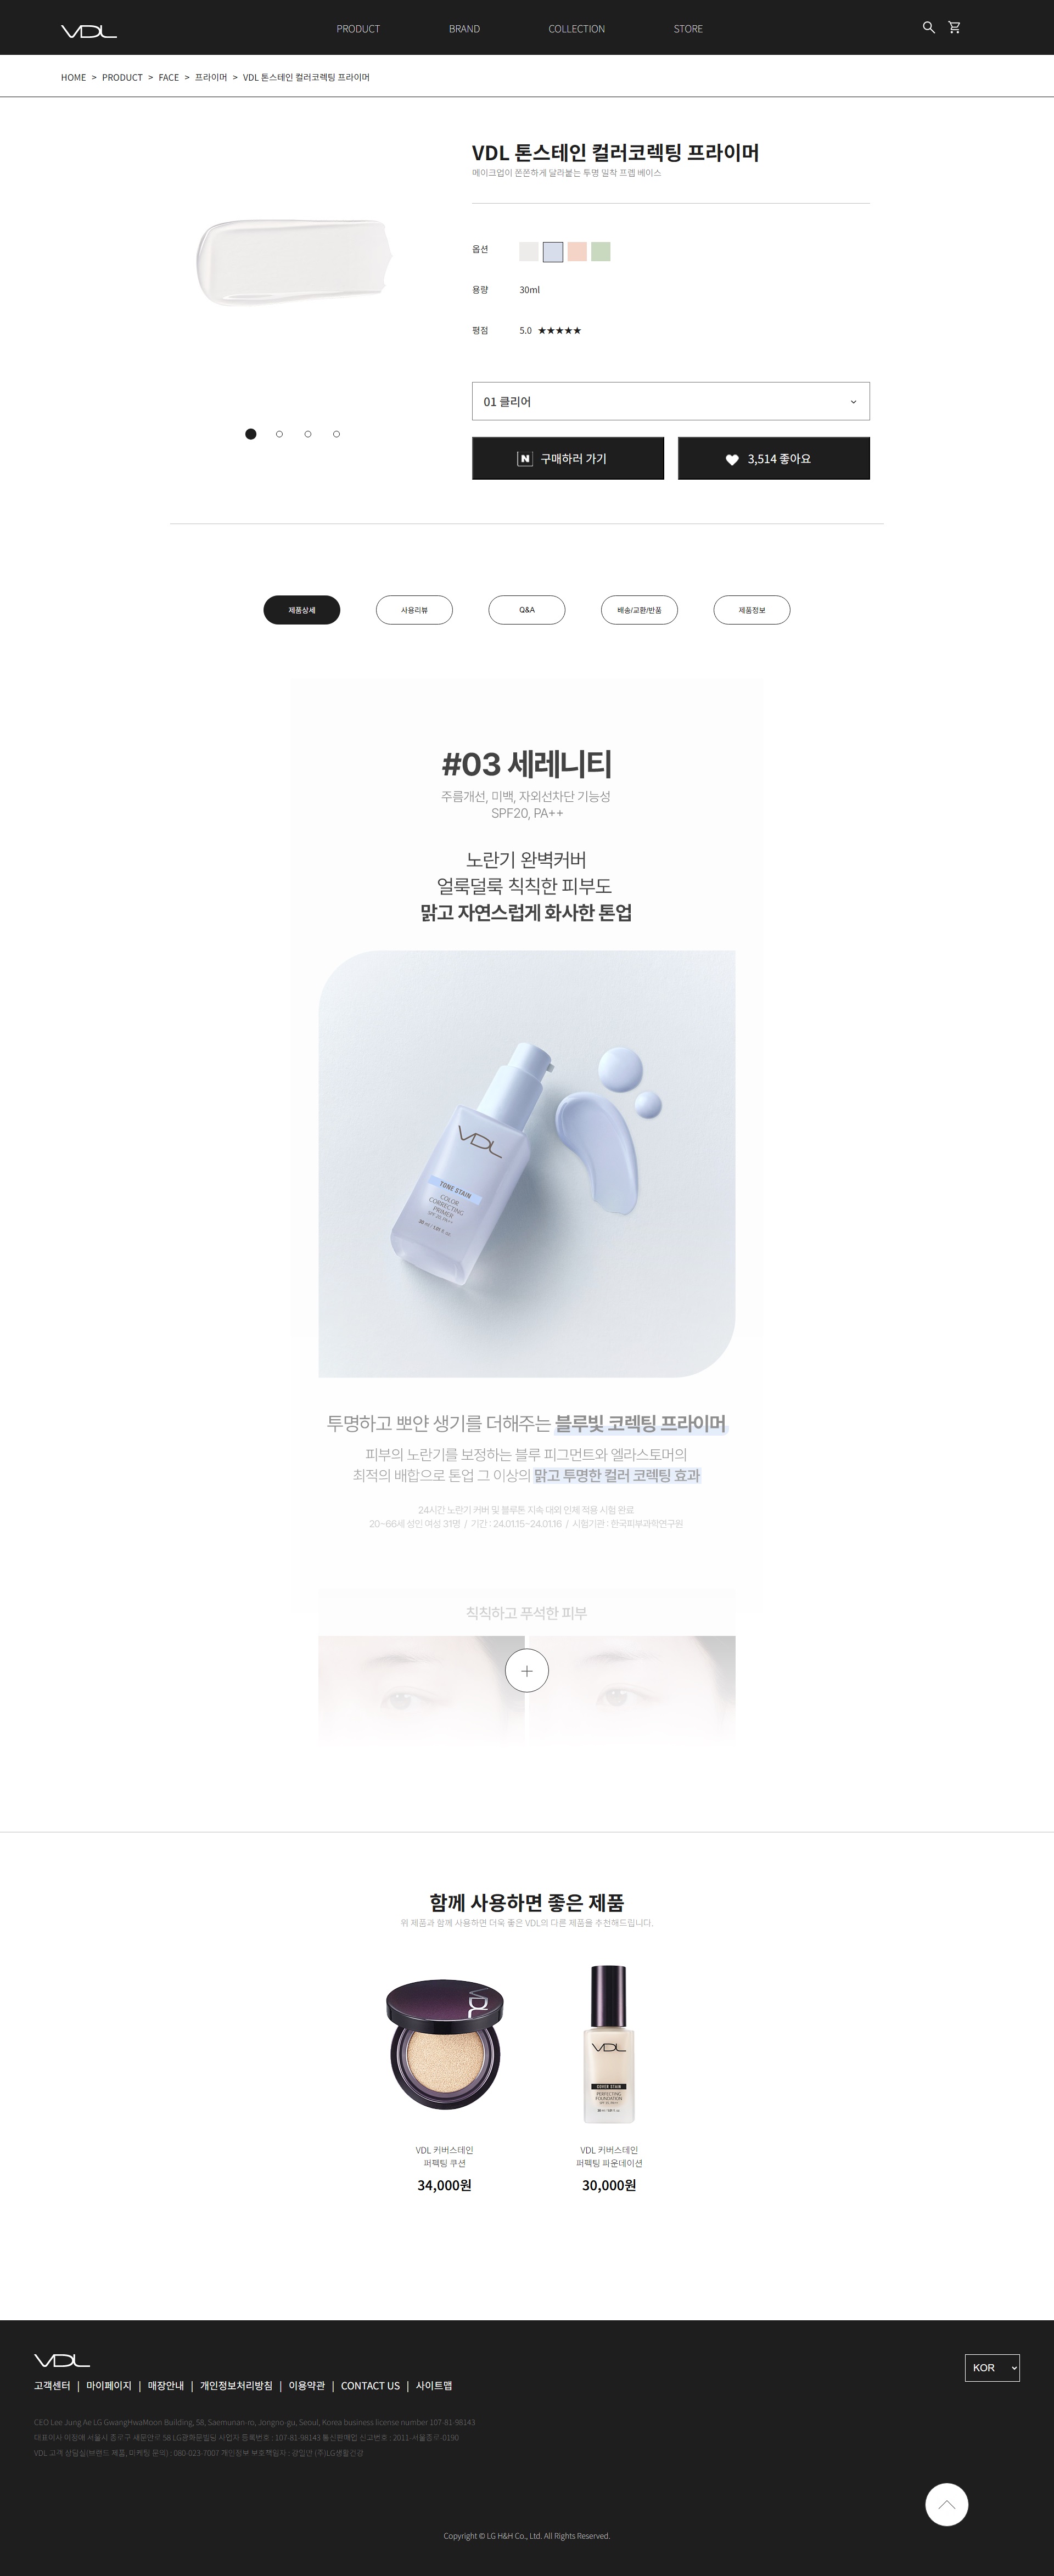 VDL
PRODUCT
BRAND
COLLECTION
STORE
HOME > PRODUCT > FACE > 프라이머 > VDL 톤스테인 컬러코렉팅 프라이머
VDL 톤스테인 컬러코렉팅 프라이머
메이크업이 쫀쫀하게 달라붙는 투명 밀착 프렙 베이스
옵션
용량 30ml
평점 5.0 ★★★★★
01 클리어
N 구매하러 가기
3,514 좋아요
제품상세
사용리뷰
Q&A
배송/교환/반품
제품정보
#03 세레니티
주름개선, 미백, 자외선차단 기능성
SPF20, PA++
노란기 완벽커버
얼룩덜룩 칙칙한 피부도
맑고 자연스럽게 화사한 톤업
VDL
TONE STAIN
COLOR
CORRECTING
PRIMER
SPF 20, PA++
30 ml / 1.01 fl. oz.
투명하고 뽀얀 생기를 더해주는 블루빛 코렉팅 프라이머
피부의 노란기를 보정하는 블루 피그먼트와 엘라스토머의
최적의 배합으로 톤업 그 이상의 맑고 투명한 컬러 코렉팅 효과
24시간 노란기 커버 및 블루톤 지속 대외 인체 적용 시험 완료
20~66세 성인 여성 31명 / 기간 : 24.01.15~24.01.16 / 시험기관 : 한국피부과학연구원
칙칙하고 푸석한 피부
함께 사용하면 좋은 제품
위 제품과 함께 사용하면 더욱 좋은 VDL의 다른 제품을 추천해드립니다.
VDL
VDL
COVER STAIN
PERFECTING
FOUNDATION
VDL 커버스테인
퍼펙팅 쿠션
34,000원
VDL 커버스테인
퍼펙팅 파운데이션
30,000원
VDL
KOR
고객센터 | 마이페이지 | 매장안내 | 개인정보처리방침 | 이용약관 | CONTACT US | 사이트맵
CEO Lee Jung Ae LG GwangHwaMoon Building, 58, Saemunan-ro, Jongno-gu, Seoul, Korea business license number 107-81-98143
대표이사 이정애 서울시 종로구 새문안로 58 LG광화문빌딩 사업자 등록번호 : 107-81-98143 통신판매업 신고번호 : 2011-서울종로-0190
VDL 고객 상담실(브랜드 제품, 마케팅 문의) : 080-023-7007 개인정보 보호책임자 : (주)LG생활건강
Copyright © LG H&H Co., Ltd. All Rights Reserved.